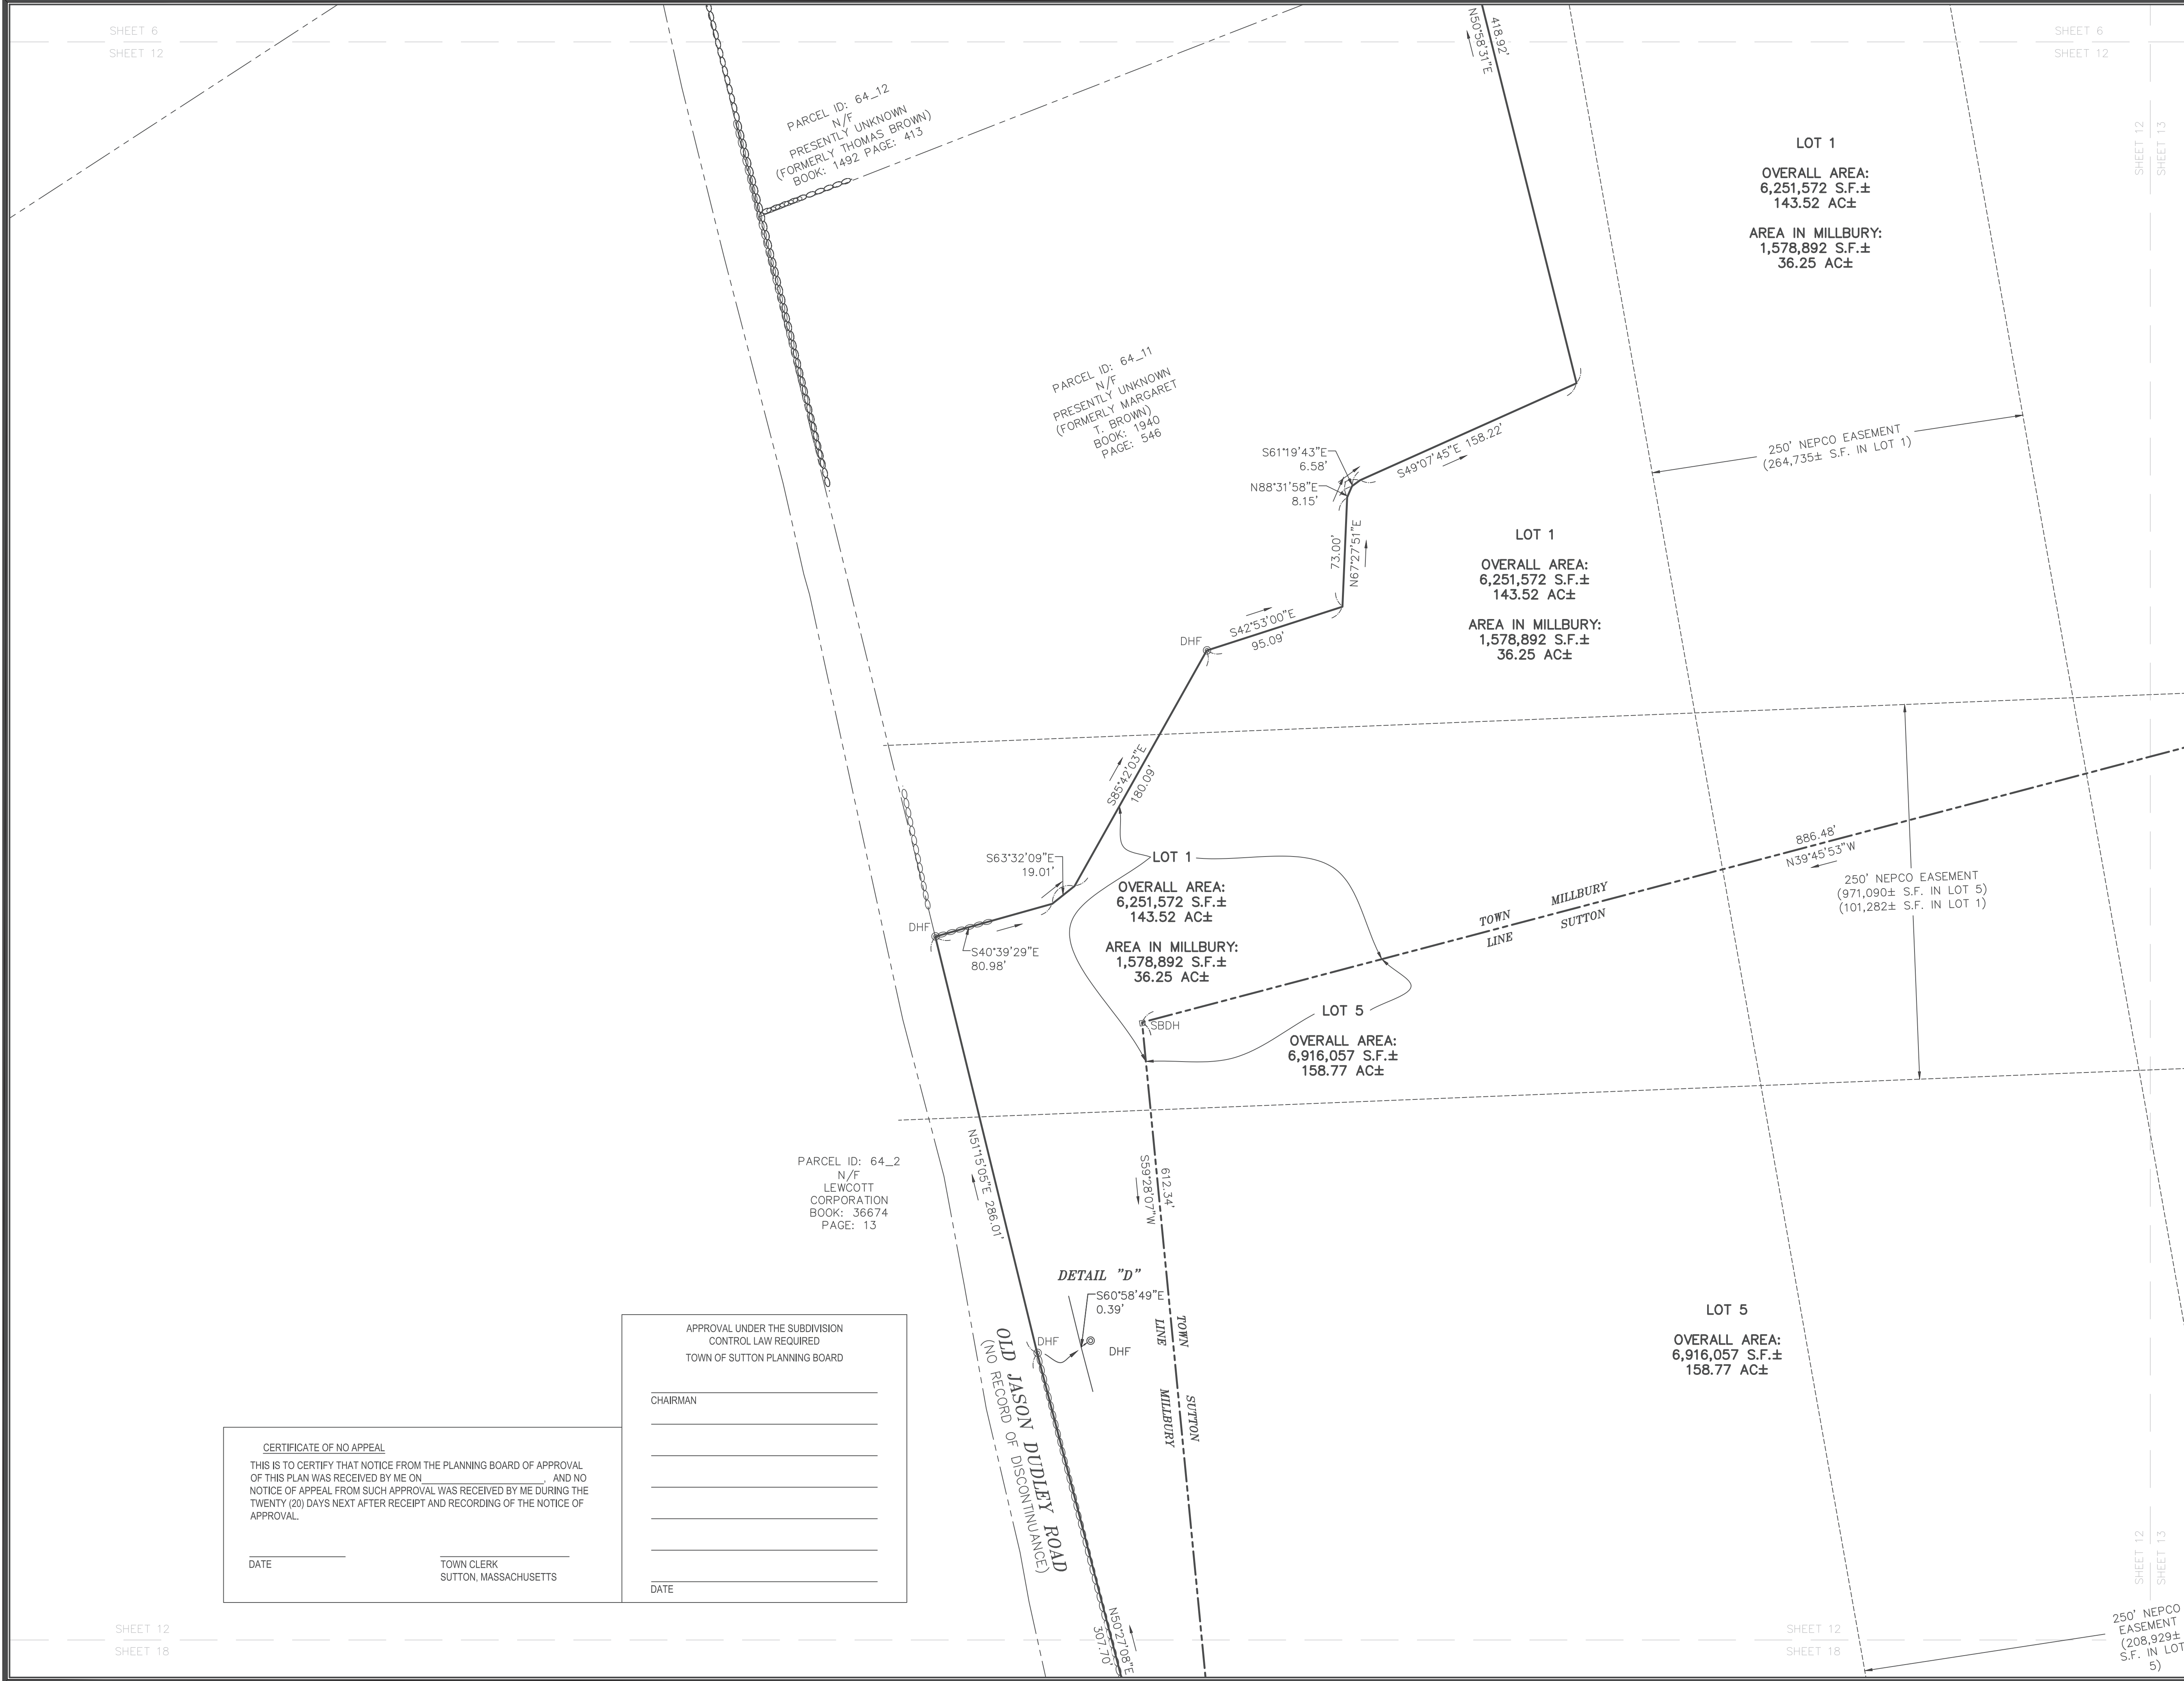 SHEET 6
SHEET 12
SHEET 6
SHEET 12
SHEET 12
SHEET 13
418.92'
N50°58'31"E
PARCEL ID: 64_12
N/F
PRESENTLY UNKNOWN
(FORMERLY THOMAS BROWN)
BOOK: 1492 PAGE: 413
LOT 1
OVERALL AREA:
6,251,572 S.F.±
143.52 AC±
AREA IN MILLBURY:
1,578,892 S.F.±
36.25 AC±
PARCEL ID: 64_11
N/F
PRESENTLY UNKNOWN
(FORMERLY MARGARET
T. BROWN)
BOOK: 1940
PAGE: 546
250' NEPCO EASEMENT
(264,735± S.F. IN LOT 1)
S61°19'43"E
6.58'
N88°31'58"E
8.15'
S49°07'45"E 158.22'
73.00'
N67°27'51"E
LOT 1
OVERALL AREA:
6,251,572 S.F.±
143.52 AC±
AREA IN MILLBURY:
1,578,892 S.F.±
36.25 AC±
DHF
S42°53'00"E
95.09'
S85°42'03"E
180.09'
S63°32'09"E
19.01'
DHF
S40°39'29"E
80.98'
LOT 1
OVERALL AREA:
6,251,572 S.F.±
143.52 AC±
AREA IN MILLBURY:
1,578,892 S.F.±
36.25 AC±
886.48'
N39°45'53"W
TOWN MILLBURY
LINE SUTTON
250' NEPCO EASEMENT
(971,090± S.F. IN LOT 5)
(101,282± S.F. IN LOT 1)
SBDH
LOT 5
OVERALL AREA:
6,916,057 S.F.±
158.77 AC±
PARCEL ID: 64_2
N/F
LEWCOTT
CORPORATION
BOOK: 36674
PAGE: 13
N51°15'05"E 286.01'
612.34'
S59°28'07"W
DETAIL "D"
S60°58'49"E
0.39'
DHF
DHF
TOWN SUTTON
LINE MILLBURY
OLD JASON DUDLEY ROAD
(NO RECORD OF DISCONTINUANCE)
LOT 5
OVERALL AREA:
6,916,057 S.F.±
158.77 AC±
APPROVAL UNDER THE SUBDIVISION
CONTROL LAW REQUIRED
TOWN OF SUTTON PLANNING BOARD
CHAIRMAN
DATE
CERTIFICATE OF NO APPEAL
THIS IS TO CERTIFY THAT NOTICE FROM THE PLANNING BOARD OF APPROVAL
OF THIS PLAN WAS RECEIVED BY ME ON____________________, AND NO
NOTICE OF APPEAL FROM SUCH APPROVAL WAS RECEIVED BY ME DURING THE
TWENTY (20) DAYS NEXT AFTER RECEIPT AND RECORDING OF THE NOTICE OF
APPROVAL.
DATE
TOWN CLERK
SUTTON, MASSACHUSETTS
N50°27'08"E
307.70'
SHEET 12
SHEET 13
250' NEPCO
EASEMENT
(208,929±
S.F. IN LOT
5)
SHEET 12
SHEET 18
SHEET 12
SHEET 18